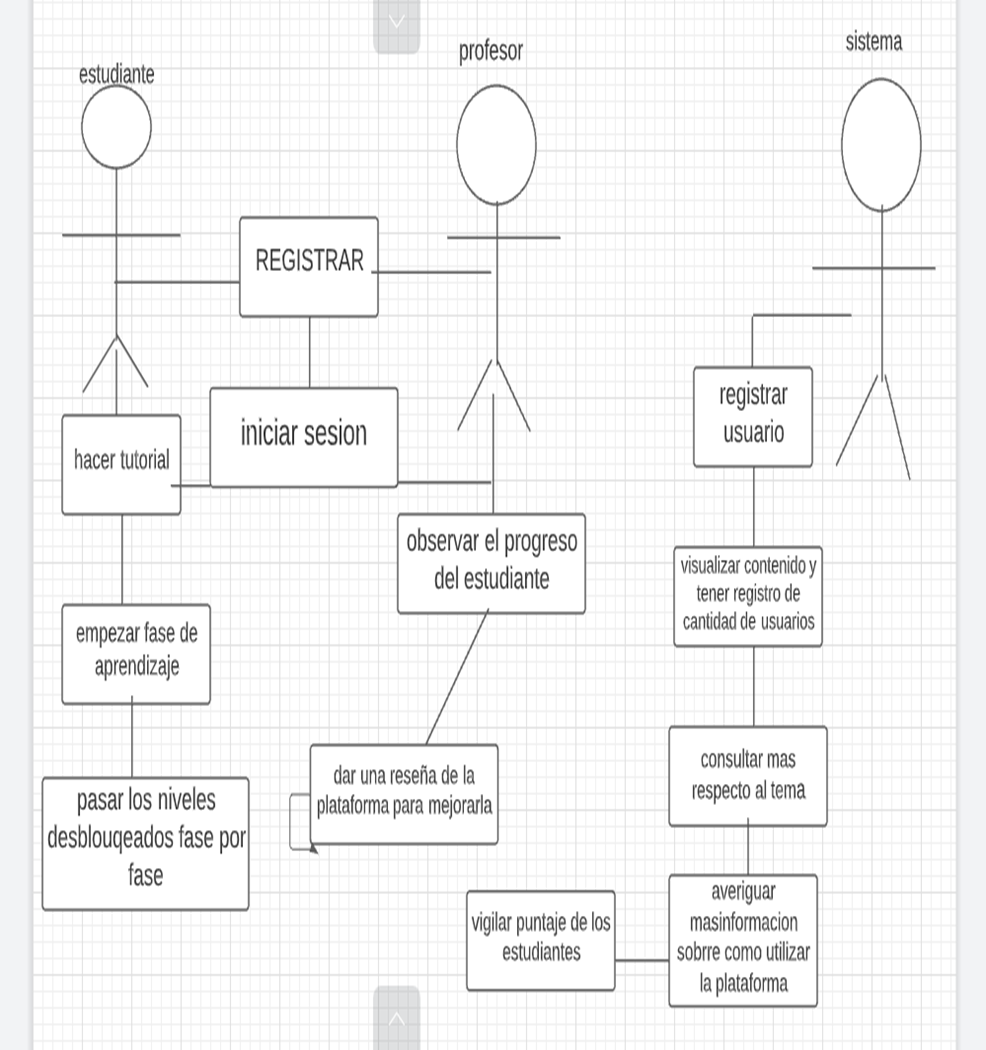 estudiante
profesor
sistema
REGISTRAR
iniciar sesion
hacer tutorial
empezar fase de
aprendizaje
pasar los niveles
desblouqeados fase por
fase
observar el progreso
del estudiante
dar una reseña de la
plataforma para mejorarla
registrar
usuario
visualizar contenido y
tener registro de
cantidad de usuarios
consultar mas
respecto al tema
averiguar
masinformacion
sobrre como utilizar
la plataforma
vigilar puntaje de los
estudiantes